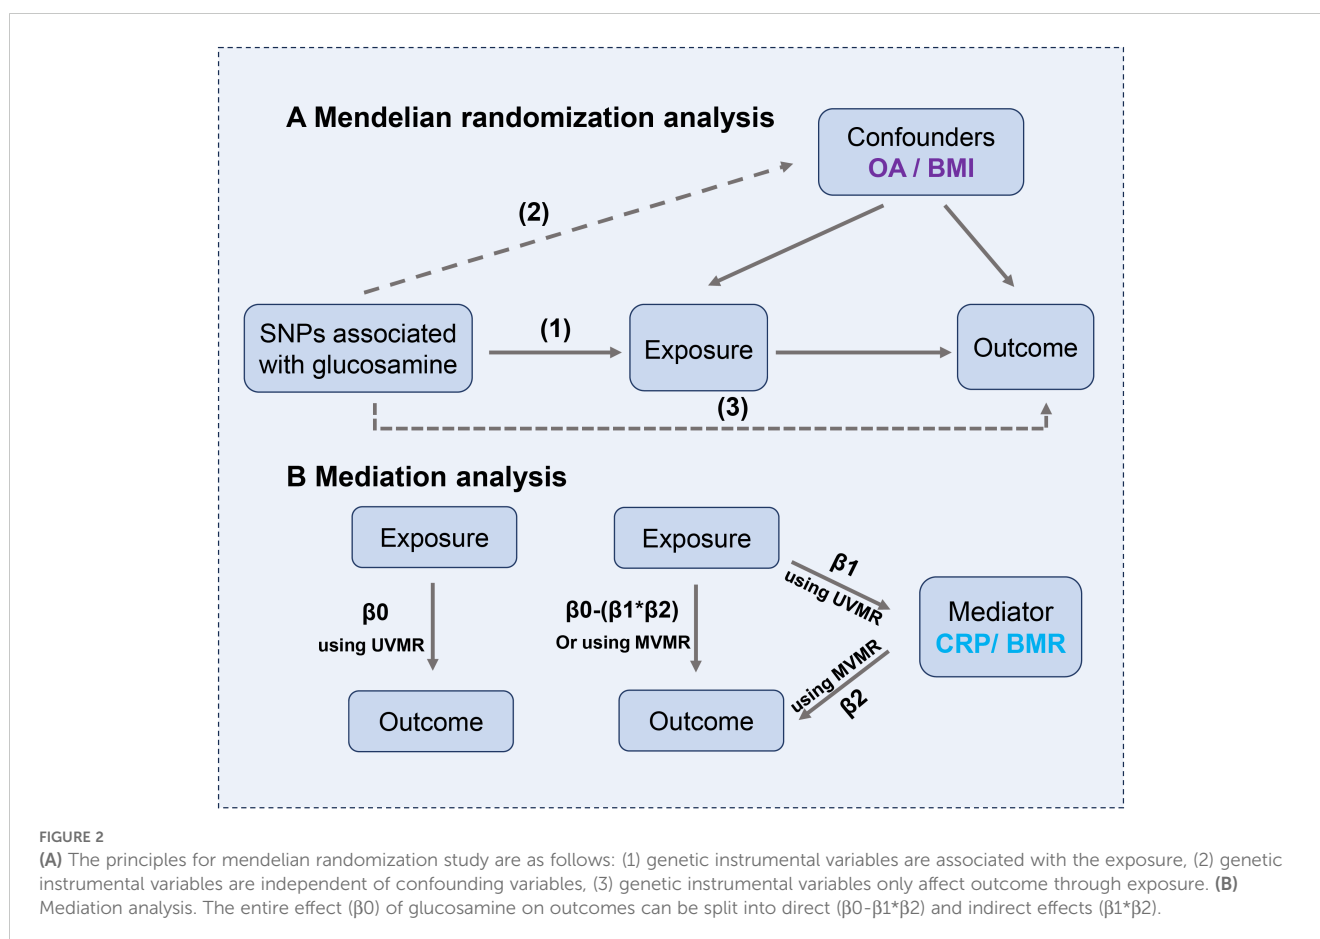 A Mendelian randomization analysis
Confounders
OA / BMI
(2)
SNPs associated
with glucosamine
(1)
Exposure
Outcome
(3)
B Mediation analysis
Exposure
β0
using UVMR
Outcome
Exposure
β0-(β1*β2)
Or using MVMR
Outcome
β1
using UVMR
Mediator
CRP/ BMR
using MVMR
β2
FIGURE 2
(A) The principles for mendelian randomization study are as follows: (1) genetic instrumental variables are associated with the exposure, (2) genetic
instrumental variables are independent of confounding variables, (3) genetic instrumental variables only affect outcome through exposure. (B)
Mediation analysis. The entire effect (β0) of glucosamine on outcomes can be split into direct (β0-β1*β2) and indirect effects (β1*β2).